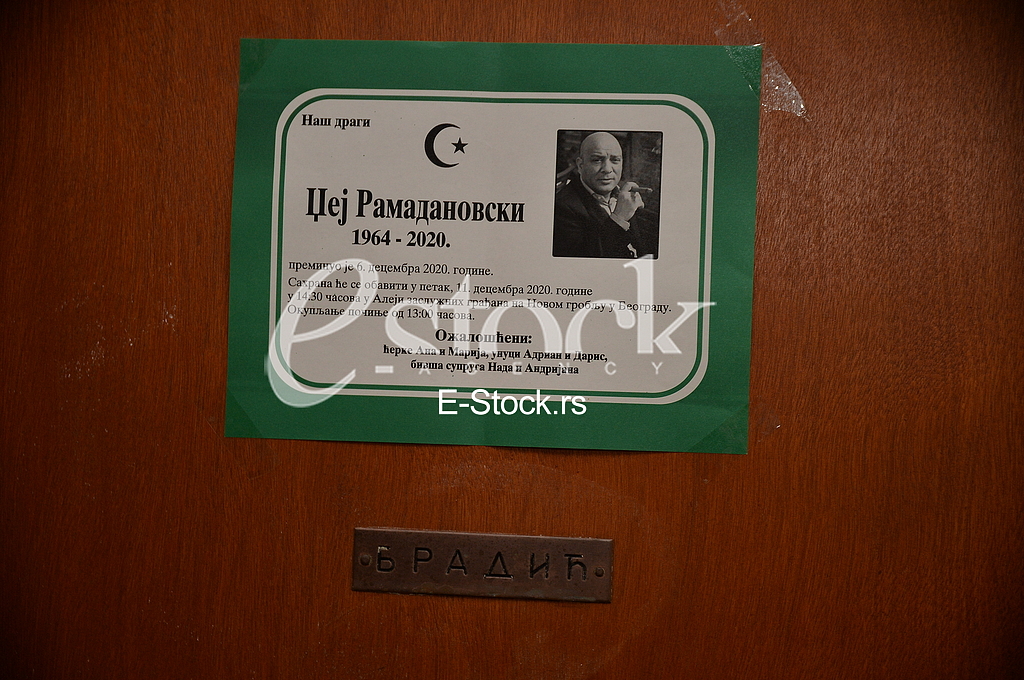 Наш драги
Џеј Рамадановски
1964 - 2020.
преминуо је 6. децембра 2020. године.
Сахрана ће се обавити у петак, 11. децембра 2020. године
у 14:30 часова у Алеји заслужних грађана на Новом гробљу у Београду.
Окупљање почиње од 13:00 часова.
Ожалошћени:
ћерке Ана и Марија, унуци Адриан и Дарис,
бивша супруга Нада и Андријана
estock
AGENCY
E-Stock.rs
БРАДИЋ